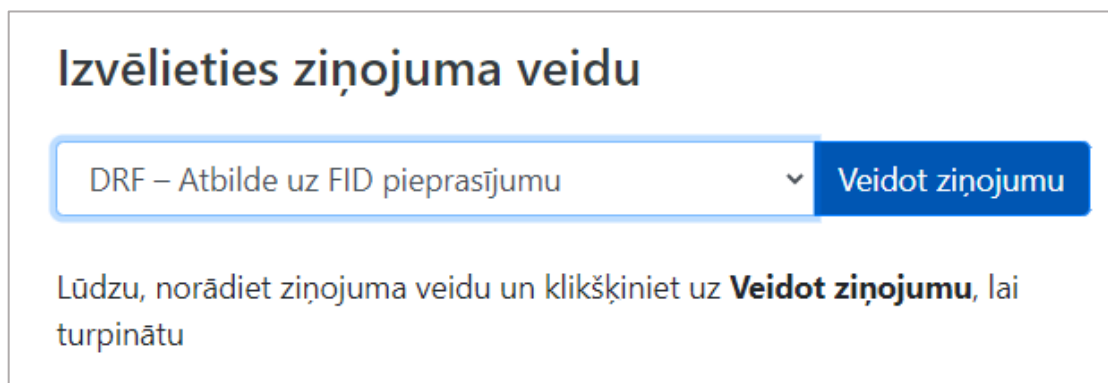 Izvēlieties ziņojuma veidu
DRF – Atbilde uz FID pieprasījumu
Veidot ziņojumu
Lūdzu, norādiet ziņojuma veidu un klikšķiniet uz Veidot ziņojumu, lai
turpinātu